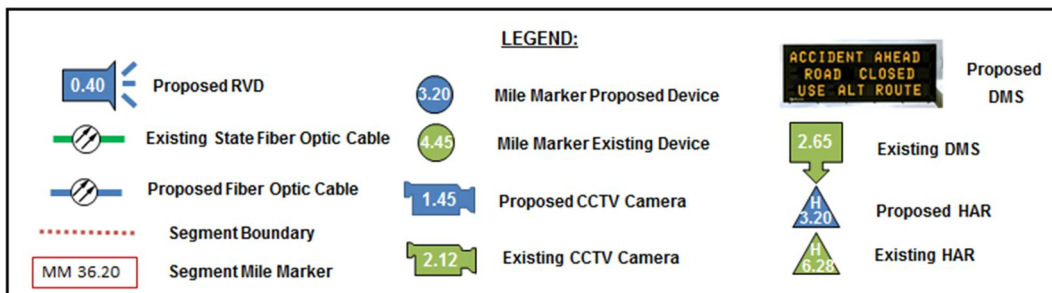 LEGEND:
0.40
Proposed RVD
Existing State Fiber Optic Cable
Proposed Fiber Optic Cable
Segment Boundary
MM 36.20
Segment Mile Marker
3.20
Mile Marker Proposed Device
4.45
Mile Marker Existing Device
1.45
Proposed CCTV Camera
2.12
Existing CCTV Camera
ACCIDENT AHEAD
ROAD CLOSED
USE ALT ROUTE
Proposed
DMS
2.65
Existing DMS
H
3.20
Proposed HAR
H
6.28
Existing HAR